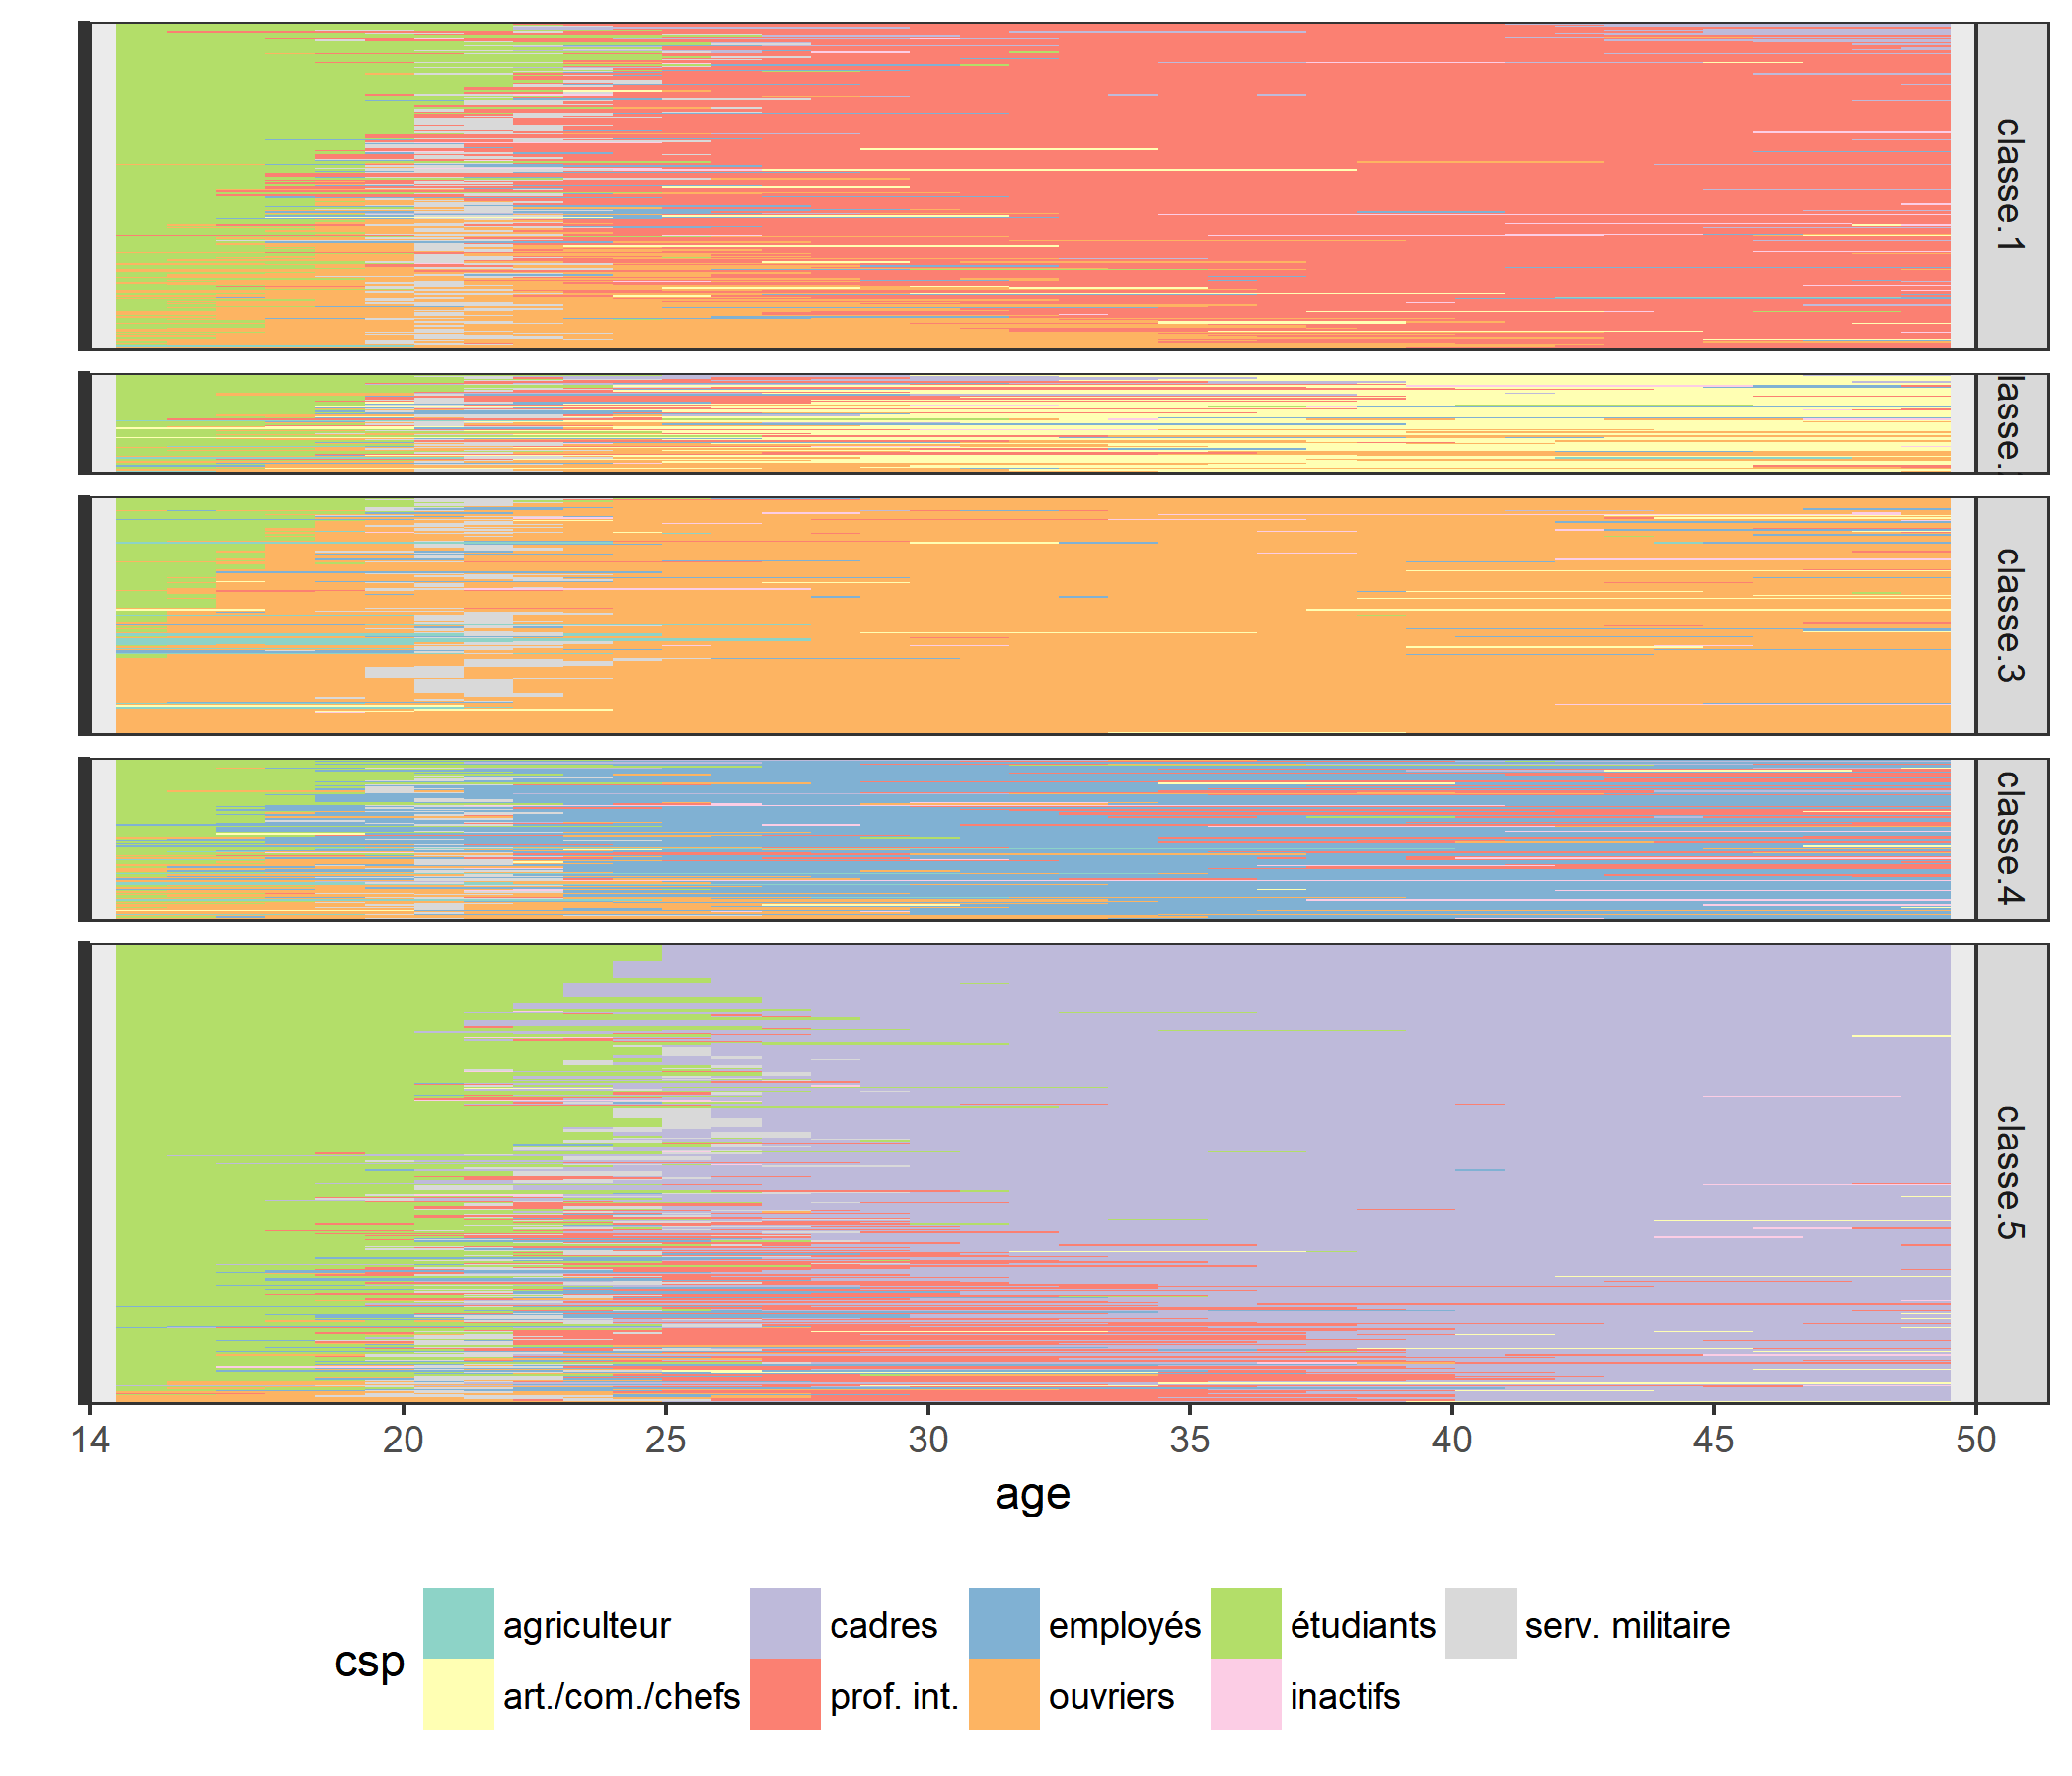 classe.1
lasse.
classe.3
classe.4
classe.5
14 20 25 30 35 40 45 50
age
csp
agriculteur cadres employés étudiants serv. militaire
art./com./chefs prof. int. ouvriers inactifs